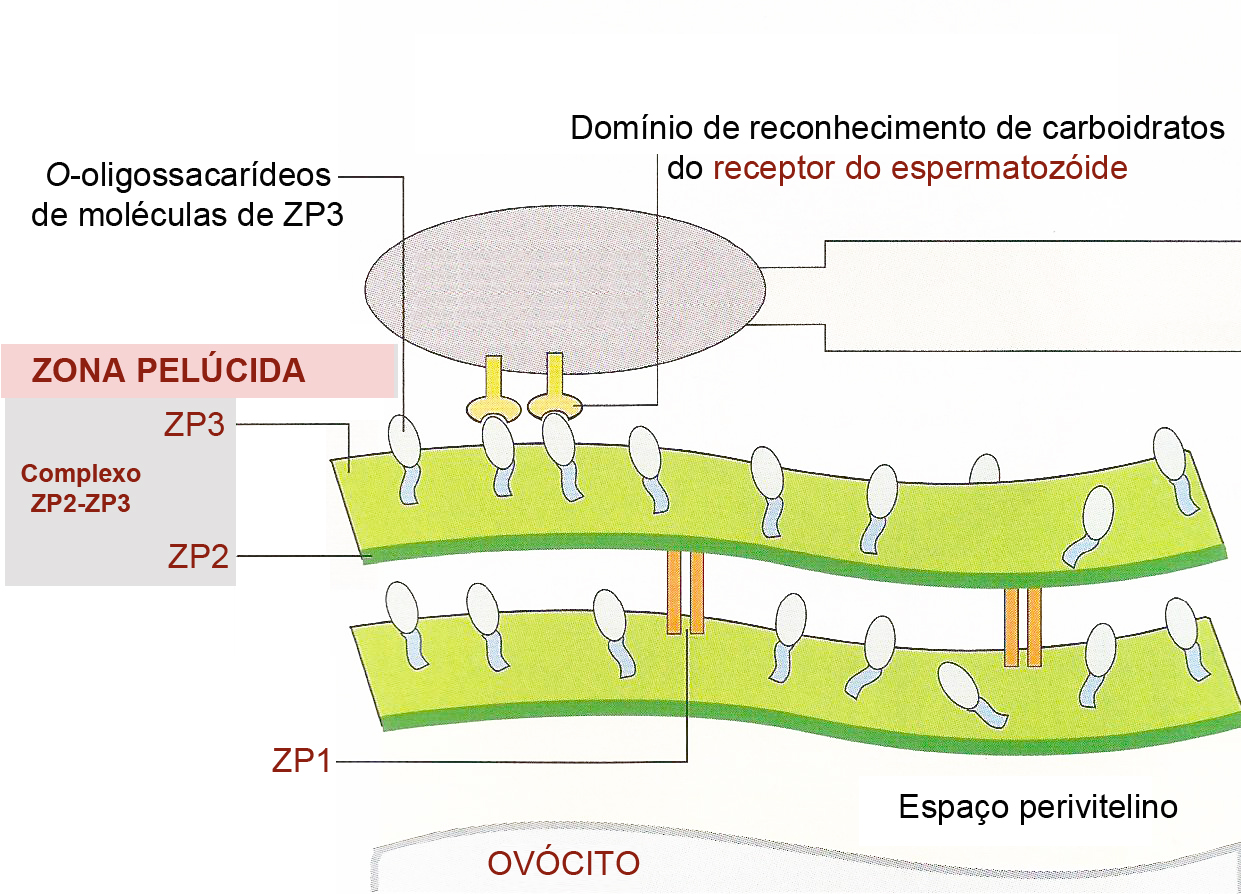 Domínio de reconhecimento de carboidratos
do receptor do espermatozóide
O-oligossacarídeos
de moléculas de ZP3
ZONA PELÚCIDA
ZP3
Complexo
ZP2-ZP3
ZP2
ZP1
Espaço perivitelino
OVÓCITO